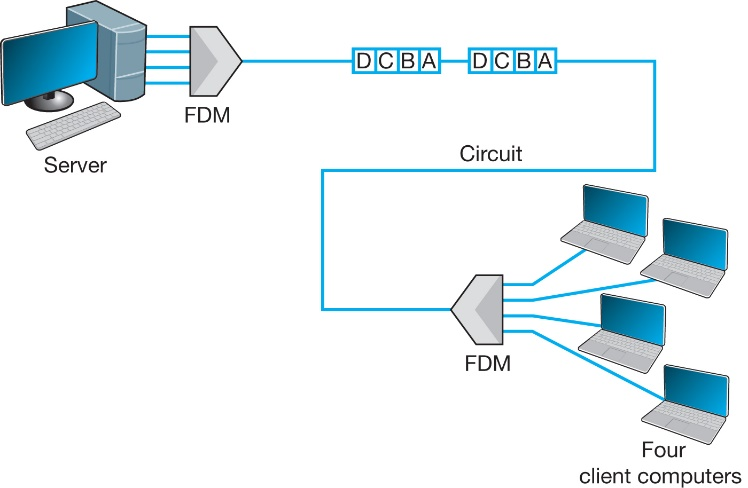 D C B A D C B A
FDM
Server
Circuit
FDM
Four
client computers